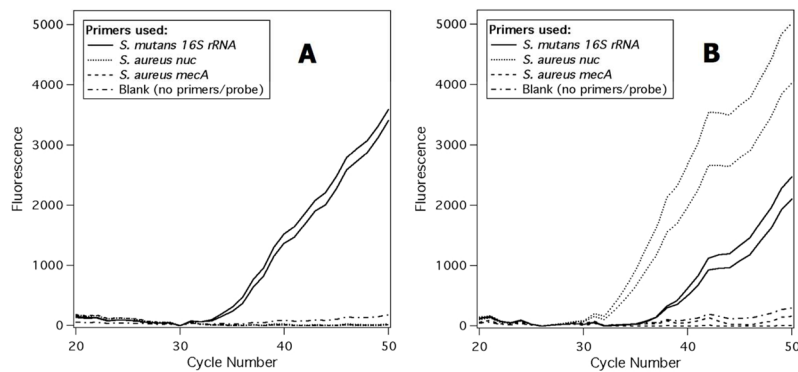 5000
4000
3000
2000
1000
0
Fluorescence
20
30
40
50
Cycle Number
Primers used:
S. mutans 16S rRNA
S. aureus nuc
S. aureus mecA
Blank (no primers/probe)
A
5000
4000
3000
2000
1000
0
Fluorescence
20
30
40
50
Cycle Number
Primers used:
S. mutans 16S rRNA
S. aureus nuc
S. aureus mecA
Blank (no primers/probe)
B